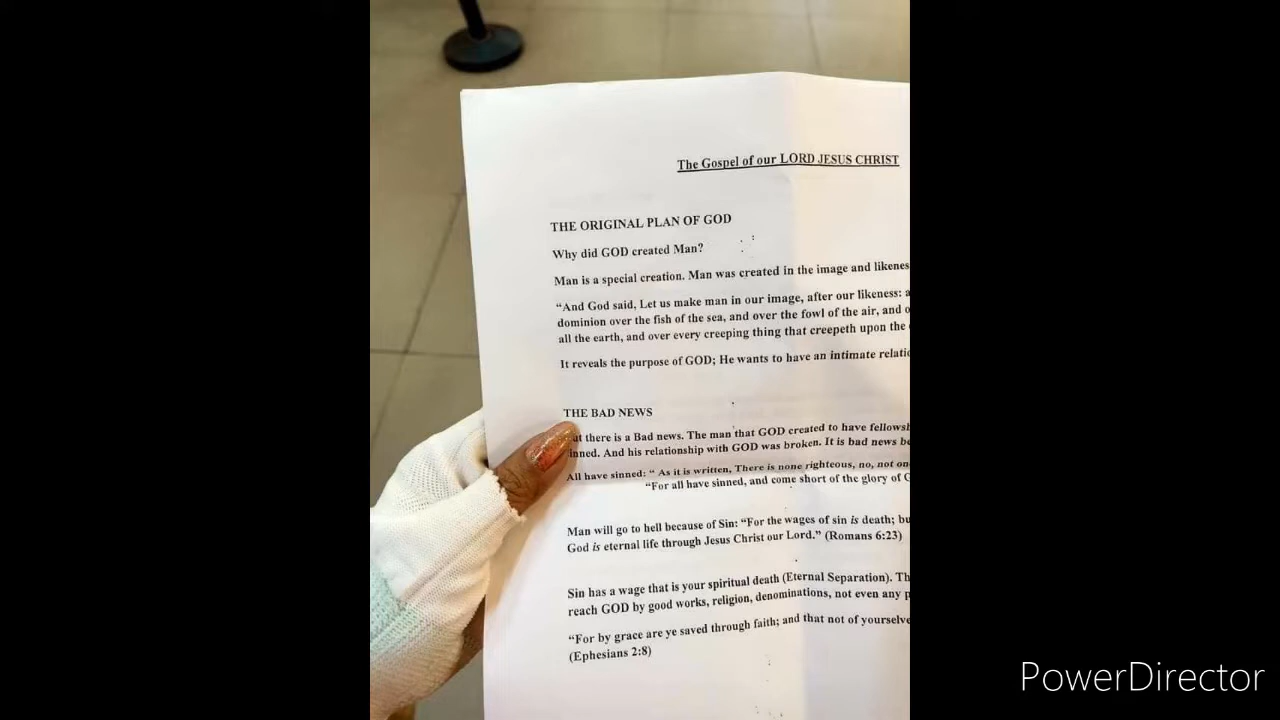 The Gospel of our LORD JESUS CHRIST
THE ORIGINAL PLAN OF GOD
Why did GOD created Man?
Man is a special creation. Man was created in the image and likenes
“And God said, Let us make man in our image, after our likeness: a
dominion over the fish of the sea, and over the fowl of the air, and o
all the earth, and over every creeping thing that creepeth upon the
It reveals the purpose of GOD; He wants to have an intimate relatio
THE BAD NEWS
ut there is a Bad news. The man that GOD created to have fellowsh
inned. And his relationship with GOD was broken. It is bad news be
All have sinned: “ As it is written, There is none righteous, no, not on
“For all have sinned, and come short of the glory of G
Man will go to hell because of Sin: “For the wages of sin is death; bu
God is eternal life through Jesus Christ our Lord.” (Romans 6:23)
Sin has a wage that is your spiritual death (Eternal Separation). Th
reach GOD by good works, religion, denominations, not even any p
“For by grace are ye saved through faith; and that not of yourselve
(Ephesians 2:8)
PowerDirector